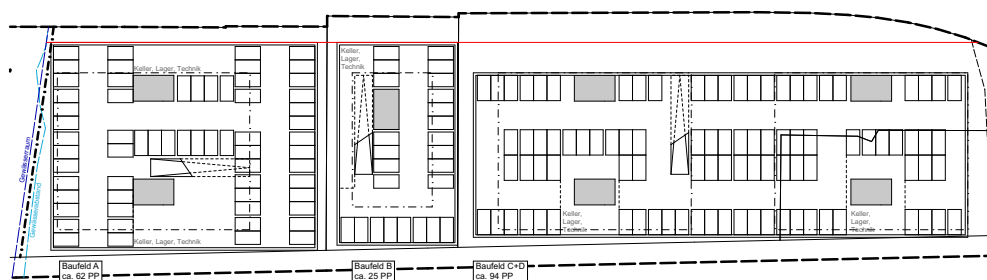 Gewässerraum
Gewässerabstand
Keller, Lager, Technik
Keller, Lager, Technik
Keller,
Lager,
Technik
Keller,
Lager,
Technik
Keller,
Lager,
Technik
Baufeld A
ca. 62 PP
Baufeld B
ca. 25 PP
Baufeld C+D
ca. 94 PP